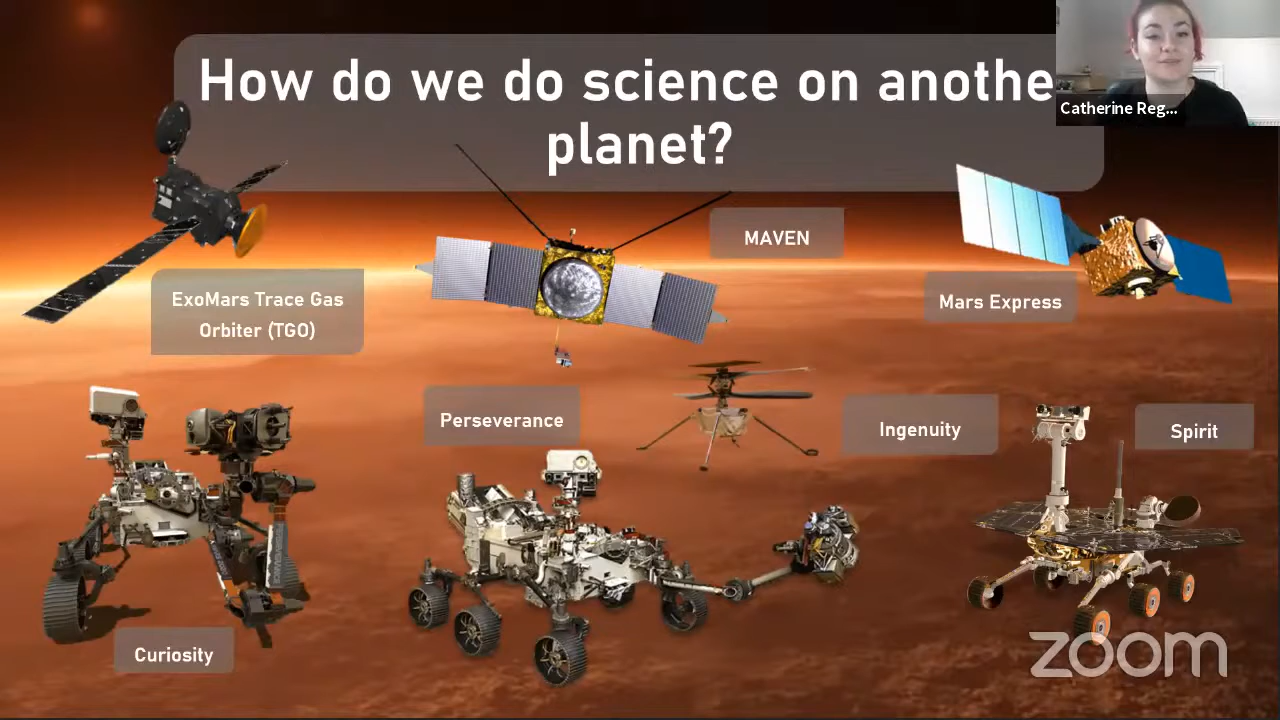 How do we do science on anothe
planet?
Catherine Reg...
MAVEN
ExoMars Trace Gas
Orbiter (TGO)
Mars Express
Perseverance
Ingenuity
Spirit
Curiosity
zoom